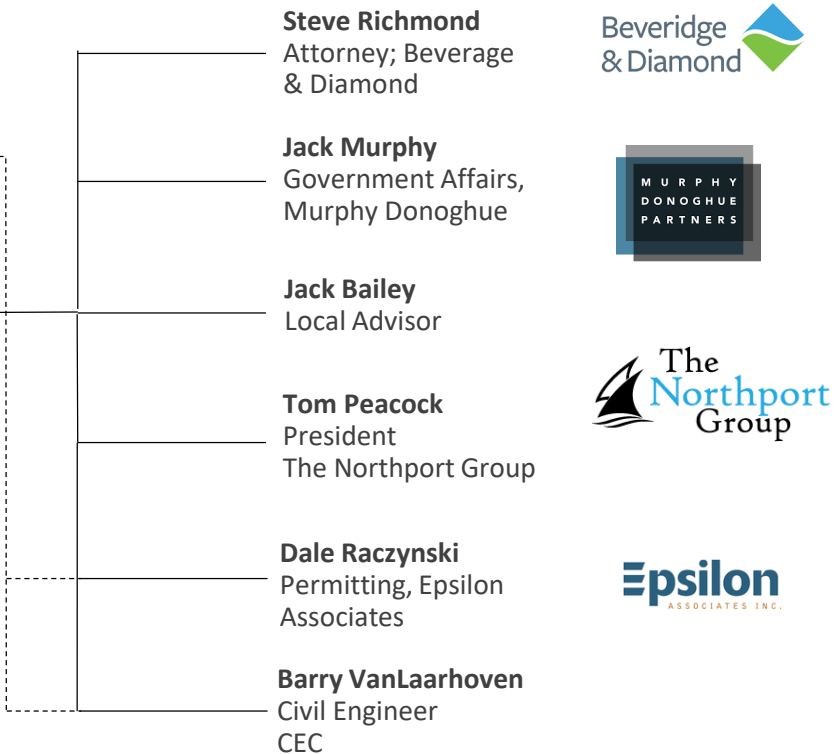 Steve Richmond
Attorney; Beverage
& Diamond
Beveridge
& Diamond
Jack Murphy
Government Affairs,
Murphy Donoghue
MURPHY
DONOGHUE
PARTNERS
Jack Bailey
Local Advisor
Tom Peacock
President
The Northport Group
The
Northport
Group
Dale Raczynski
Permitting, Epsilon
Associates
Epsilon
ASSOCIATES INC.
Barry VanLaarhoven
Civil Engineer
CEC